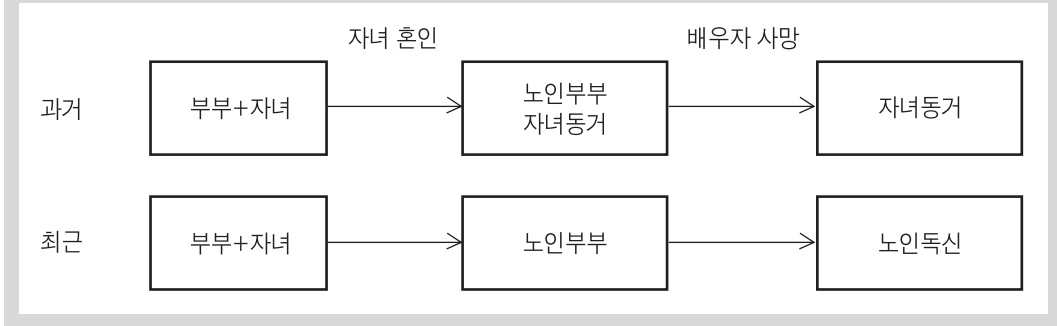 자녀 혼인
배우자 사망
과거
부부+자녀
노인부부
자녀동거
자녀동거
최근
부부+자녀
노인부부
노인독신